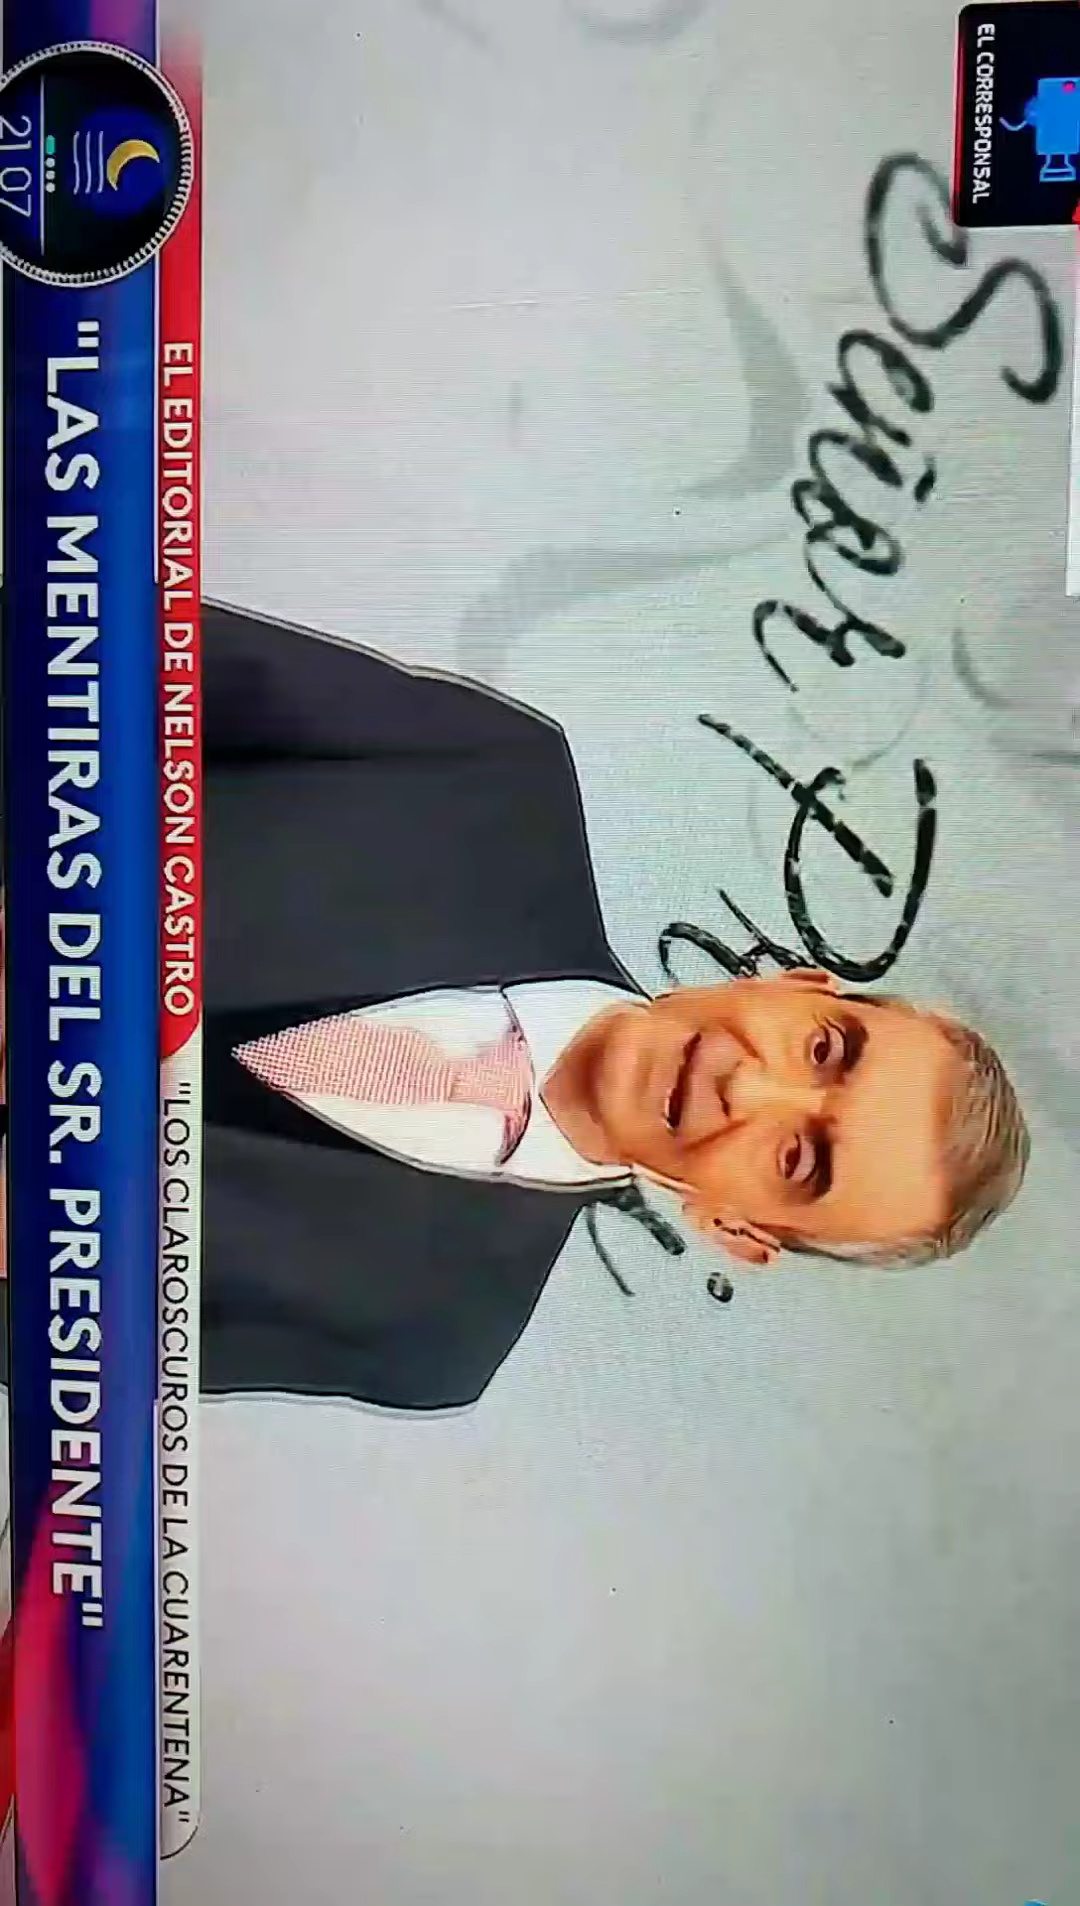 EL CORRESPONSAL
Señor
P
EL EDITORIAL DE NELSON CASTRO "LOS CLAROSCUROS DE LA CUARENTENA"
21 07
"LAS MENTIRAS DEL SR. PRESIDENTE"